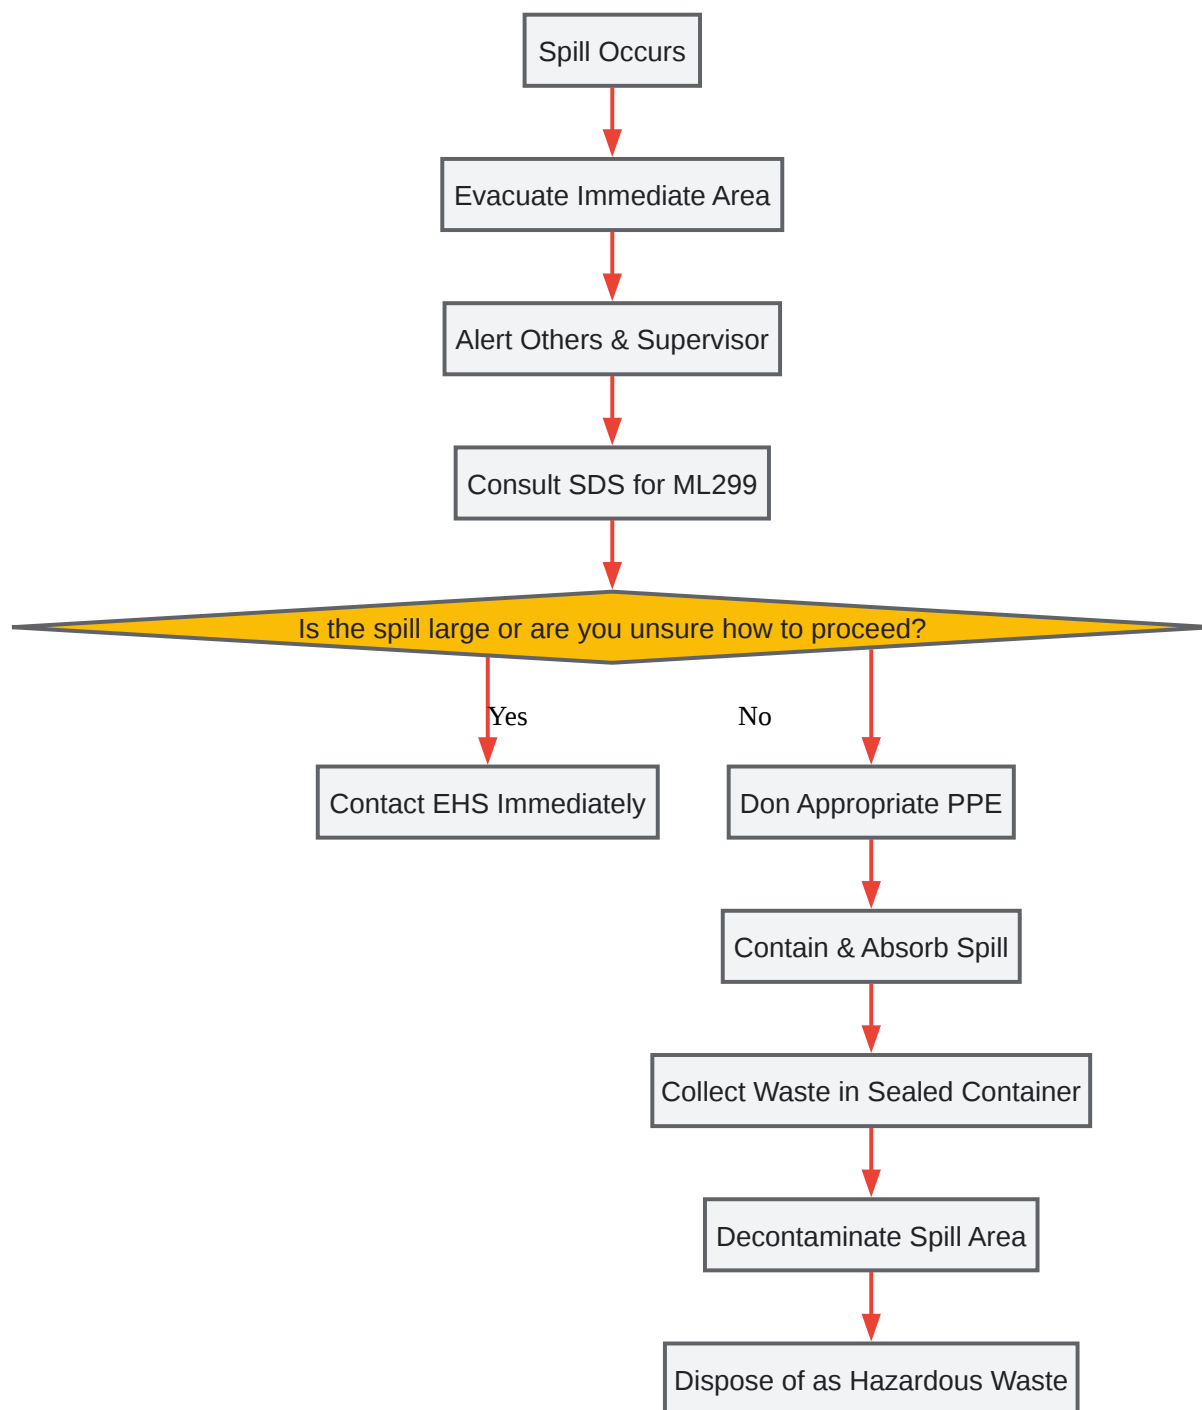 Spill Occurs
Evacuate Immediate Area
Alert Others & Supervisor
Consult SDS for ML299
Is the spill large or are you unsure how to proceed?
Yes
No
Contact EHS Immediately
Don Appropriate PPE
Contain & Absorb Spill
Collect Waste in Sealed Container
Decontaminate Spill Area
Dispose of as Hazardous Waste